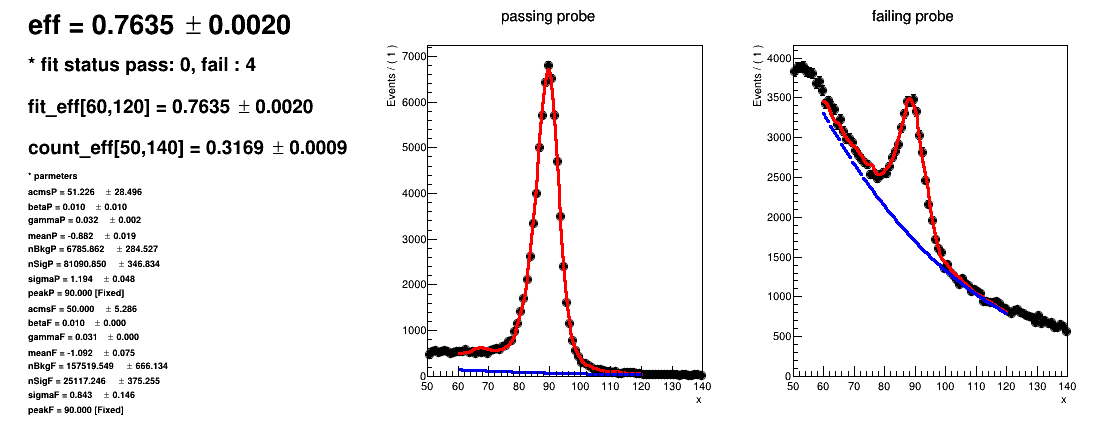 eff = 0.7635 ± 0.0020
* fit status pass: 0, fail : 4
fit_eff[60,120] = 0.7635 ± 0.0020
count_eff[50,140] = 0.3169 ± 0.0009
* parmeters
acmsP = 51.226 ± 28.496
betaP = 0.010 ± 0.010
gammaP = 0.032 ± 0.002
meanP = -0.882 ± 0.019
nBkgP = 6785.862 ± 284.527
nSigP = 81090.850 ± 346.834
sigmaP = 1.194 ± 0.048
peakP = 90.000 [Fixed]
acmsF = 50.000 ± 5.286
betaF = 0.010 ± 0.000
gammaF = 0.031 ± 0.000
meanF = -1.092 ± 0.075
nBkgF = 157519.549 ± 666.134
nSigF = 25117.246 ± 375.255
sigmaF = 0.843 ± 0.146
peakF = 90.000 [Fixed]
passing probe
Events / ( 1 )
7000
6000
5000
4000
3000
2000
1000
0
50 60 70 80 90 100 110 120 130 140
x
failing probe
Events / ( 1 )
4000
3500
3000
2500
2000
1500
1000
500
0
50 60 70 80 90 100 110 120 130 140
x